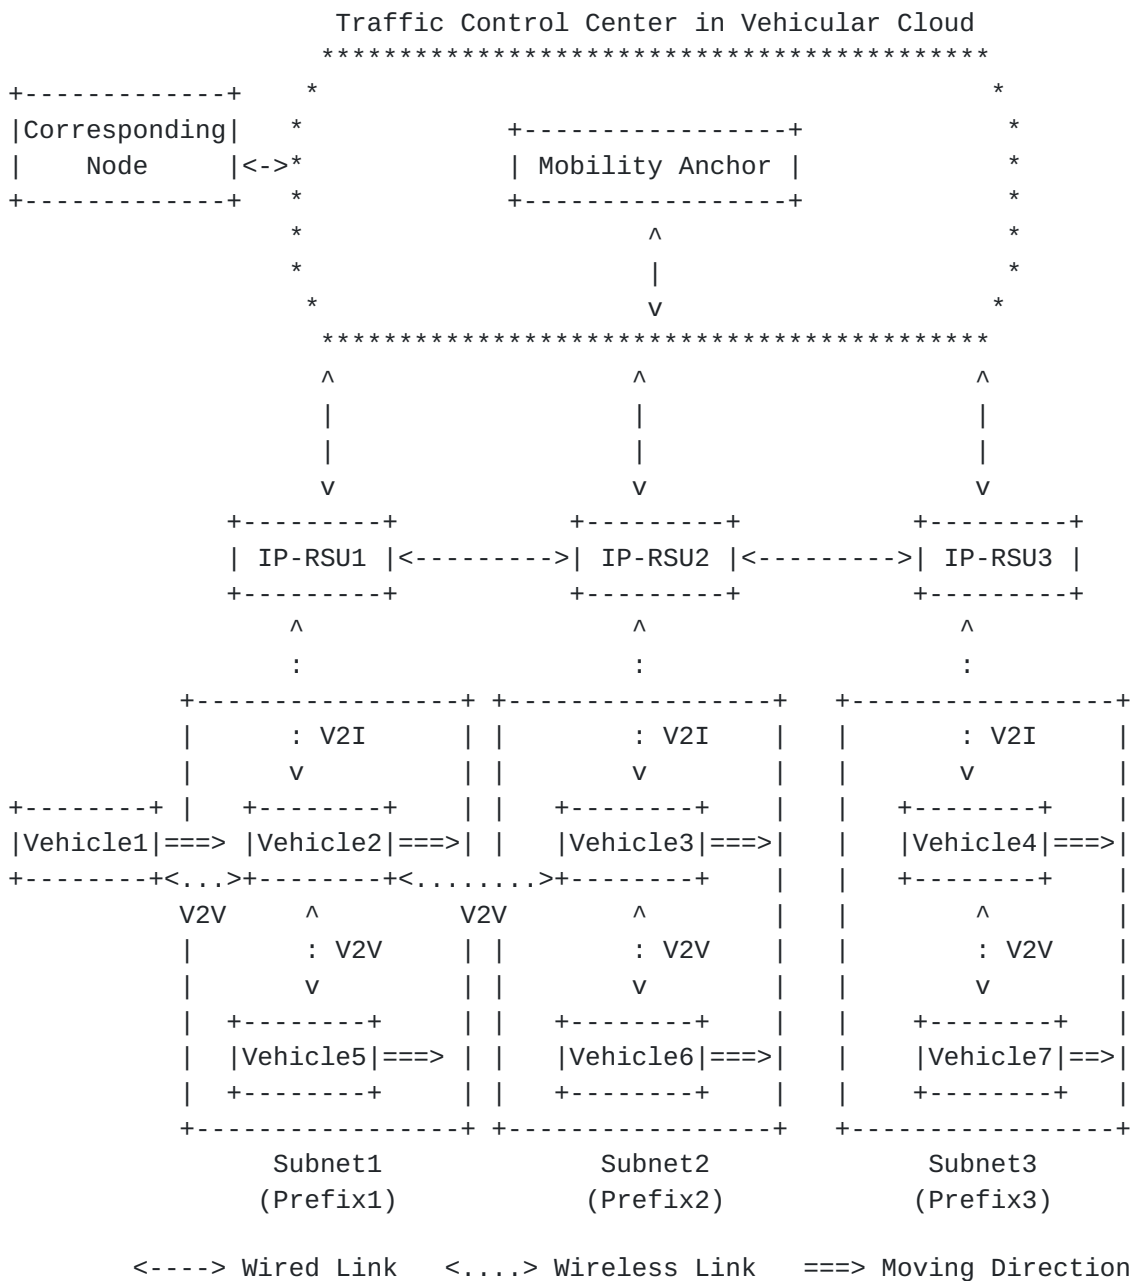 Traffic Control Center in Vehicular Cloud
                    *******************************************
+-------------+    *                                           *
|Corresponding|   *             +-----------------+             *
|    Node     |<->*             | Mobility Anchor |             *
+-------------+   *             +-----------------+             *
                  *                      ^                      *
                  *                      |                      *
                   *                     v                     *
                    *******************************************
                    ^                   ^                     ^
                    |                   |                     |
                    |                   |                     |
                    v                   v                     v
              +---------+           +---------+           +---------+
              | IP-RSU1 |<--------->| IP-RSU2 |<--------->| IP-RSU3 |
              +---------+           +---------+           +---------+
                  ^                     ^                    ^
                  :                     :                    :
           +-----------------+ +-----------------+   +-----------------+
           |      : V2I      | |        : V2I    |   |       : V2I     |
           |      v          | |        v        |   |       v         |
+--------+ |   +--------+    | |   +--------+    |   |   +--------+    |
|Vehicle1|===> |Vehicle2|===>| |   |Vehicle3|===>|   |   |Vehicle4|===>|
+--------+<...>+--------+<........>+--------+    |   |   +--------+    |
           V2V     ^         V2V        ^        |   |        ^        |
           |       : V2V     | |        : V2V    |   |        : V2V    |
           |       v         | |        v        |   |        v        |
           |  +--------+     | |   +--------+    |   |    +--------+   |
           |  |Vehicle5|===> | |   |Vehicle6|===>|   |    |Vehicle7|==>|
           |  +--------+     | |   +--------+    |   |    +--------+   |
           +-----------------+ +-----------------+   +-----------------+
                 Subnet1              Subnet2              Subnet3
                (Prefix1)            (Prefix2)            (Prefix3)

        <----> Wired Link   <....> Wireless Link   ===> Moving Direction